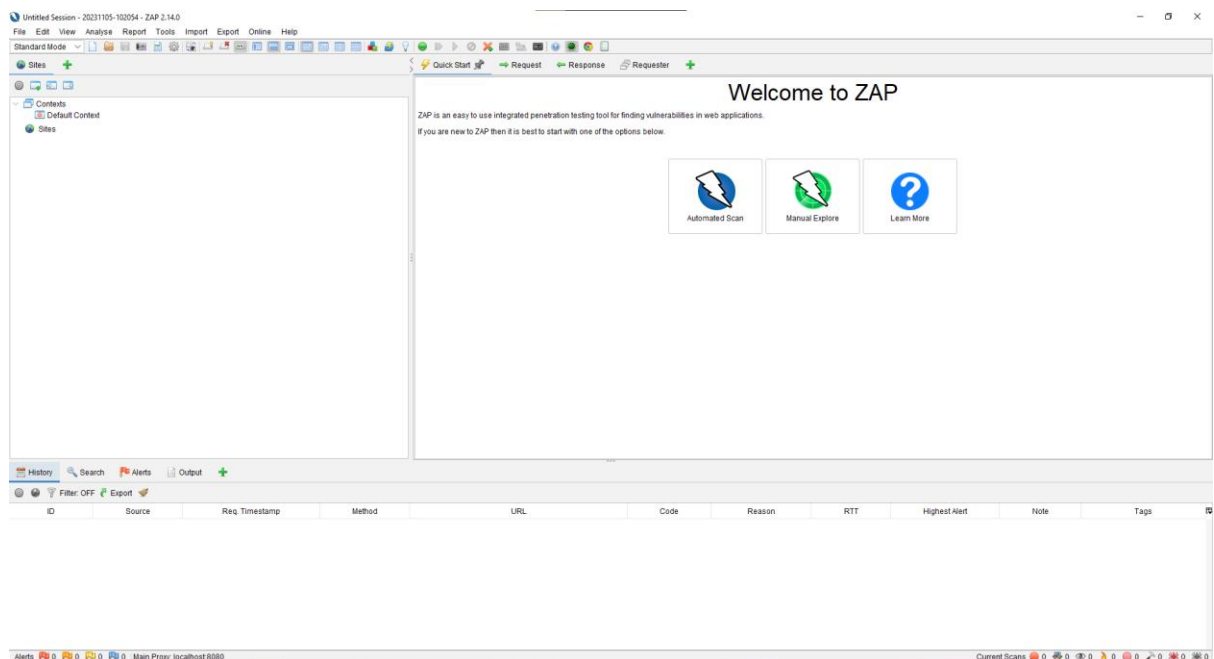 Untitled Session - 20231105-102054 - ZAP 2.14.0
File Edit View Analyse Report Tools Import Export Online Help
Standard Mode
Sites
Quick Start Request Response Requester
Contexts
Default Context
Sites
Welcome to ZAP
ZAP is an easy to use integrated penetration testing tool for finding vulnerabilities in web applications.
If you are new to ZAP then it is best to start with one of the options below.
Automated Scan Manual Explore Learn More
History Search Alerts Output
Filter: OFF Export
ID Source Req. Timestamp Method URL Code Reason RTT Highest Alert Note Tags
Alerts 0 0 0 0 Main Proxy: localhost:8080 Current Scans 0 0 0 0 0 0 0 0